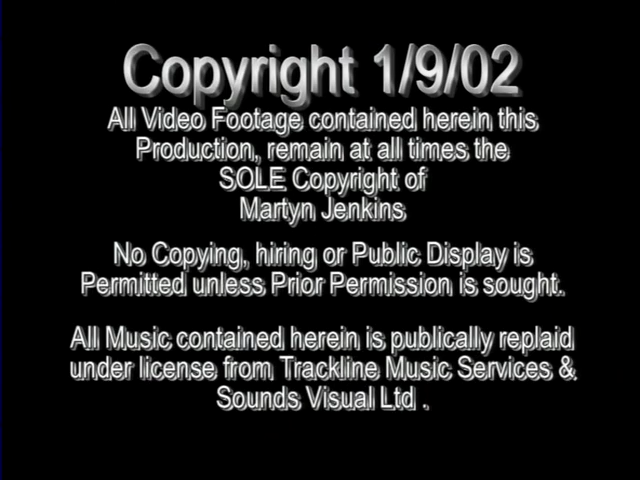 Copyright 1/9/02
All Video Footage contained herein this
Production, remain at all times the
SOLE Copyright of
Martyn Jenkins
No Copying, hiring or Public Display is
Permitted unless Prior Permission is sought.
All Music contained herein is publically replaid
under license from Trackline Music Services &
Sounds Visual Ltd .